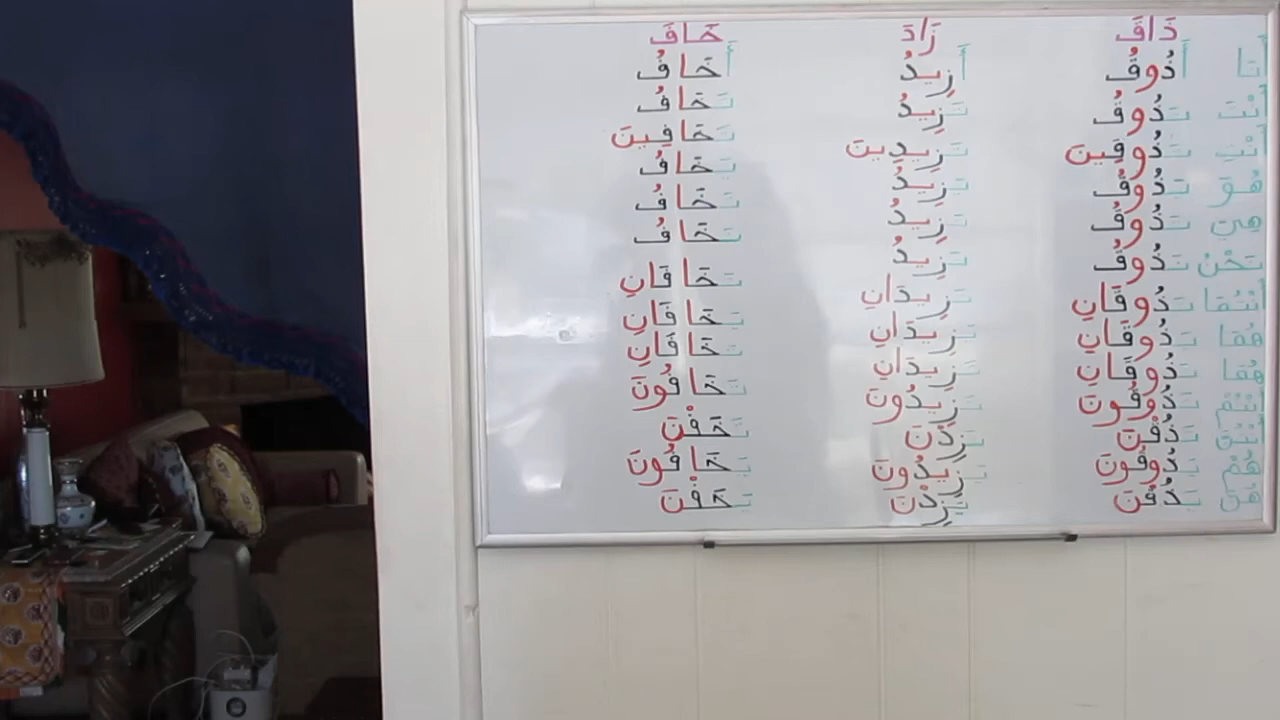 ذَاقَ زَادَ خَافَ
أَنَا أَذُوقُ أَزِيدُ أَخَافُ
أَنْتَ تَذُوقُ تَزِيدُ تَخَافُ
أَنْتِ تَذُوقِينَ تَزِيدِينَ تَخَافِينَ
هُوَ يَذُوقُ يَزِيدُ يَخَافُ
هِيَ تَذُوقُ تَزِيدُ تَخَافُ
نَحْنُ نَذُوقُ نَزِيدُ نَخَافُ
أَنْتُمَا تَذُوقَانِ تَزِيدَانِ تَخَافَانِ
هُمَا يَذُوقَانِ يَزِيدَانِ يَخَافَانِ
هُمَا تَذُوقَانِ تَزِيدَانِ تَخَافَانِ
أَنْتُمْ تَذُوقُونَ تَزِيدُونَ تَخَافُونَ
أَنْتُنَّ تَذُقْنَ تَزِدْنَ تَخَفْنَ
هُمْ يَذُوقُونَ يَزِيدُونَ يَخَافُونَ
هُنَّ يَذُقْنَ يَزِدْنَ يَخَفْنَ